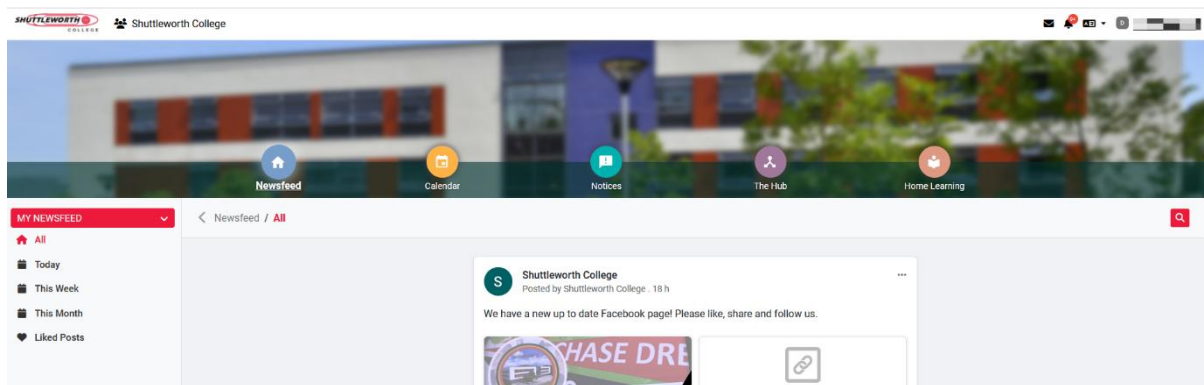 SHUTTLEWORTH
COLLEGE
Shuttleworth College
9+
D
Newsfeed
Calendar
Notices
The Hub
Home Learning
MY NEWSFEED
Newsfeed / All
All
Today
This Week
This Month
Liked Posts
S
Shuttleworth College
Posted by Shuttleworth College . 18 h
We have a new up to date Facebook page! Please like, share and follow us.
CHASE DRE